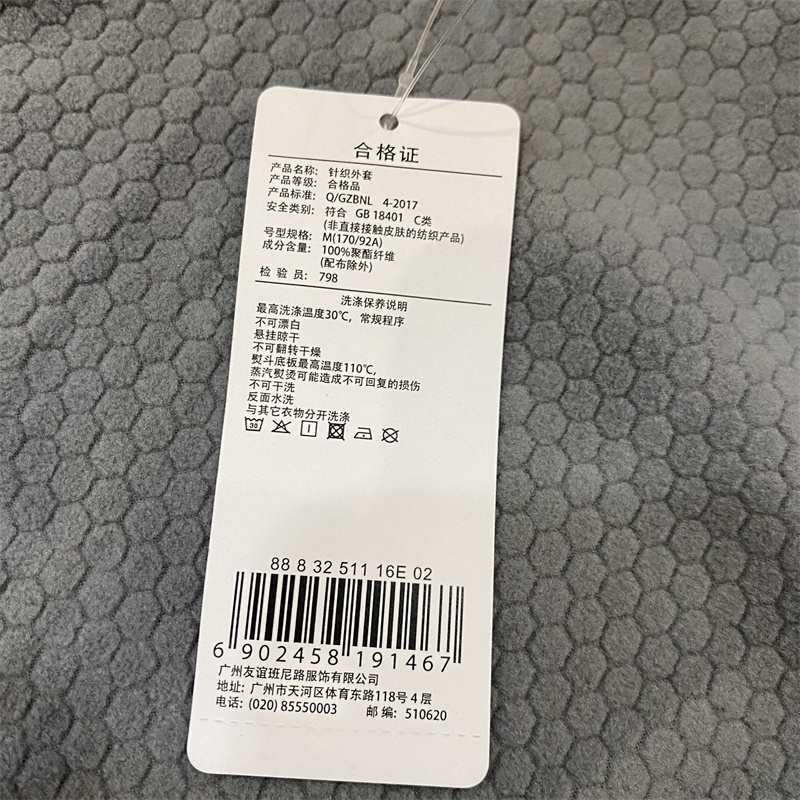 合格证
产品名称: 针织外套
产品等级: 合格品
产品标准: Q/GZBNL 4-2017
安全类别: 符合 GB 18401 C类
(非直接接触皮肤的纺织产品)
号型规格: M(170/92A)
成分含量: 100%聚酯纤维
(配布除外)
检 验 员: 798
洗涤保养说明
最高洗涤温度30℃, 常规程序
不可漂白
悬挂晾干
不可翻转干燥
熨斗底板最高温度110℃,
蒸汽熨烫可能造成不可回复的损伤
不可干洗
反面水洗
与其它衣物分开洗涤
30
88 8 32 511 16E 02
6 902458 191467
广州友谊班尼路服饰有限公司
地址: 广州市天河区体育东路118号4层
电话: (020) 85550003 邮 编: 510620